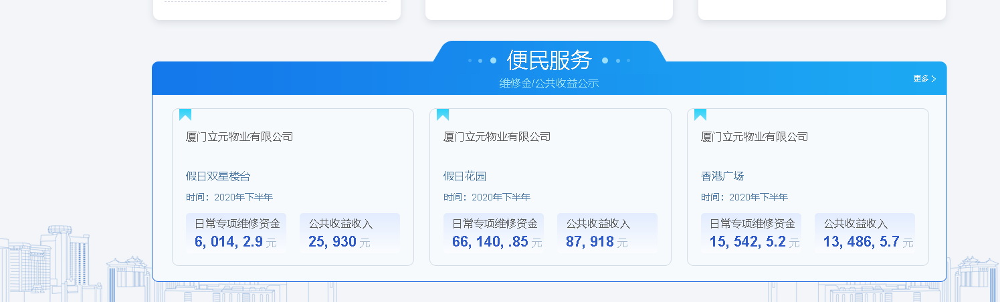 便民服务
维修金/公共收益公示
更多
厦门立元物业有限公司
假日双星楼台
时间：2020年下半年
日常专项维修资金 公共收益收入
6, 014, 2.9 元 25, 930 元
厦门立元物业有限公司
假日花园
时间：2020年下半年
日常专项维修资金 公共收益收入
66, 140, .85 元 87, 918 元
厦门立元物业有限公司
香港广场
时间：2020年下半年
日常专项维修资金 公共收益收入
15, 542, 5.2 元 13, 486, 5.7 元